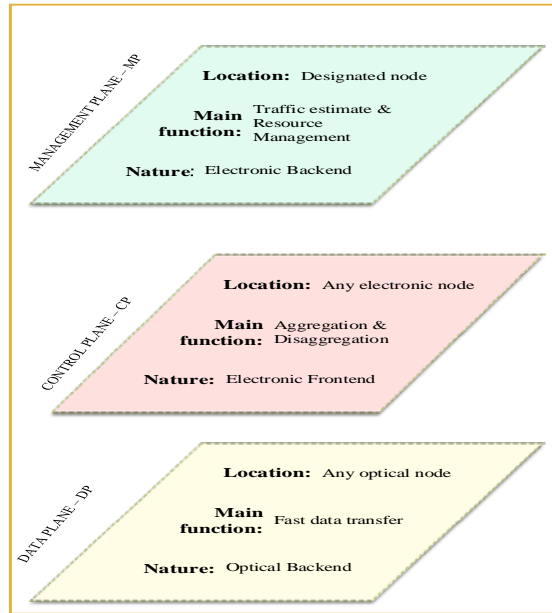 MANAGEMENT PLANE – MP
Location: Designated node
Main function: Traffic estimate &
Resource
Management
Nature: Electronic Backend
CONTROL PLANE – CP
Location: Any electronic node
Main function: Aggregation &
Disaggregation
Nature: Electronic Frontend
DATA PLANE – DP
Location: Any optical node
Main function: Fast data transfer
Nature: Optical Backend